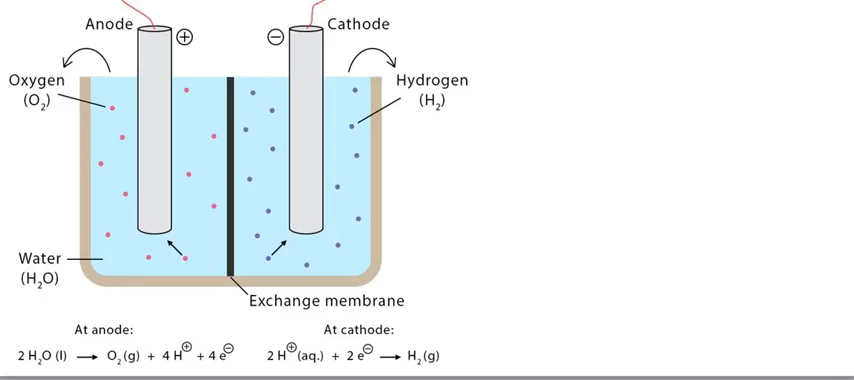 Anode
+
−
Cathode
Oxygen
(O₂)
Hydrogen
(H₂)
Water
(H₂O)
Exchange membrane
At anode:
2 H₂O (l) ⟶ O₂ (g) + 4 H⊕ + 4 e⊖
At cathode:
2 H⊕ (aq.) + 2 e⊖ ⟶ H₂ (g)